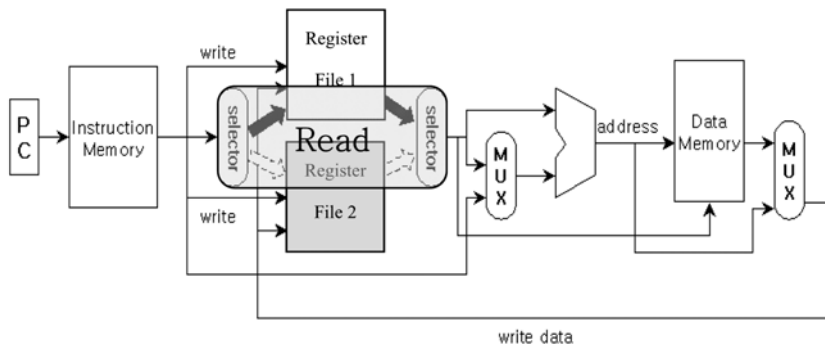 P
C
Instruction
Memory
write
Register
File 1
selector
Read
selector
Register
File 2
write
M
U
X
address
Data
Memory
M
U
X
write data